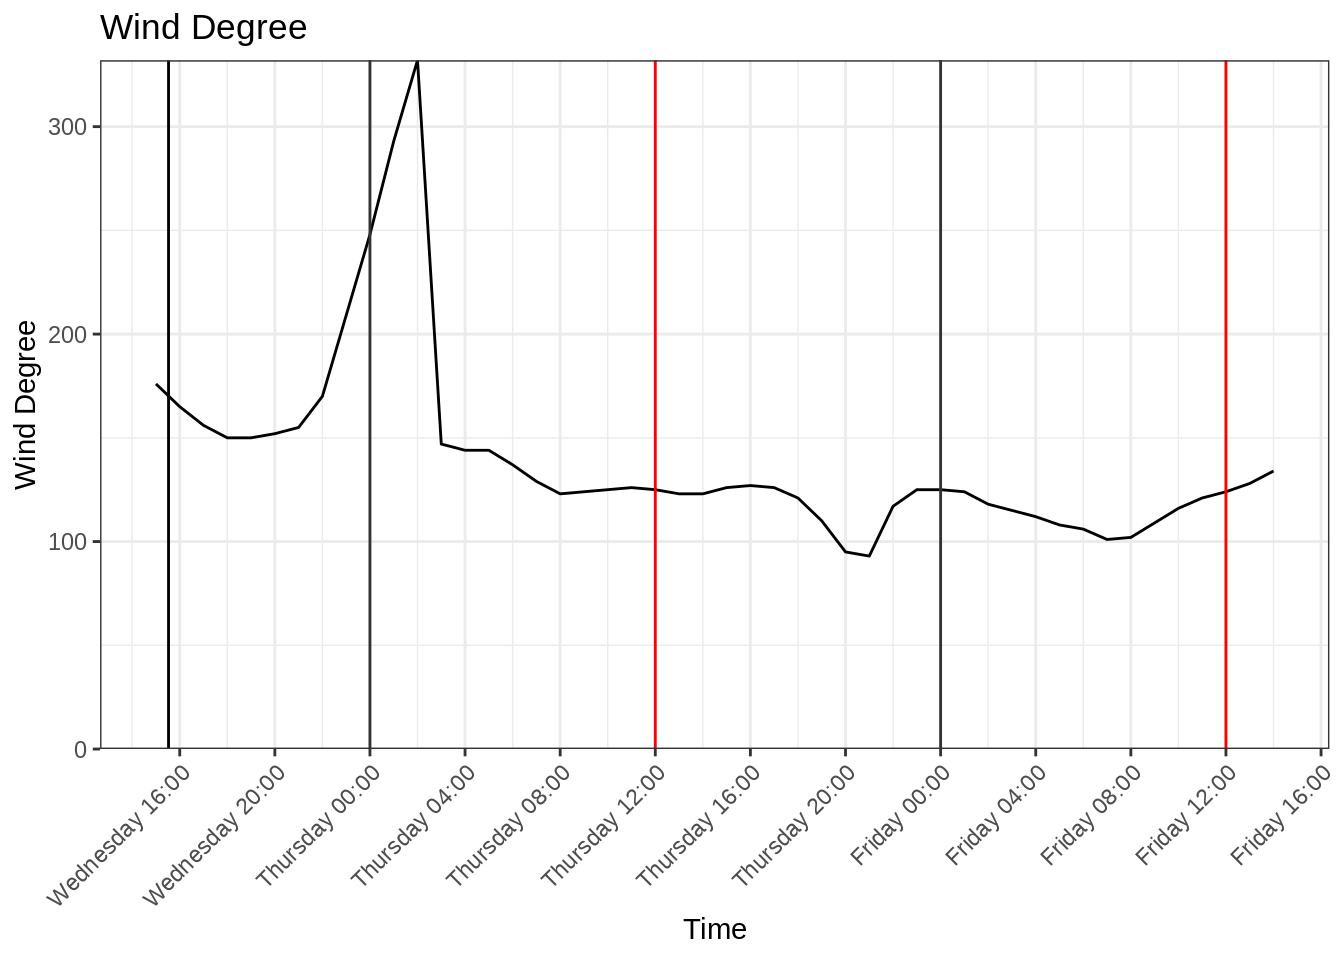 Wind Degree
Wind Degree
300
200
100
0
Wednesday 16:00
Wednesday 20:00
Thursday 00:00
Thursday 04:00
Thursday 08:00
Thursday 12:00
Thursday 16:00
Thursday 20:00
Friday 00:00
Friday 04:00
Friday 08:00
Friday 12:00
Friday 16:00
Time